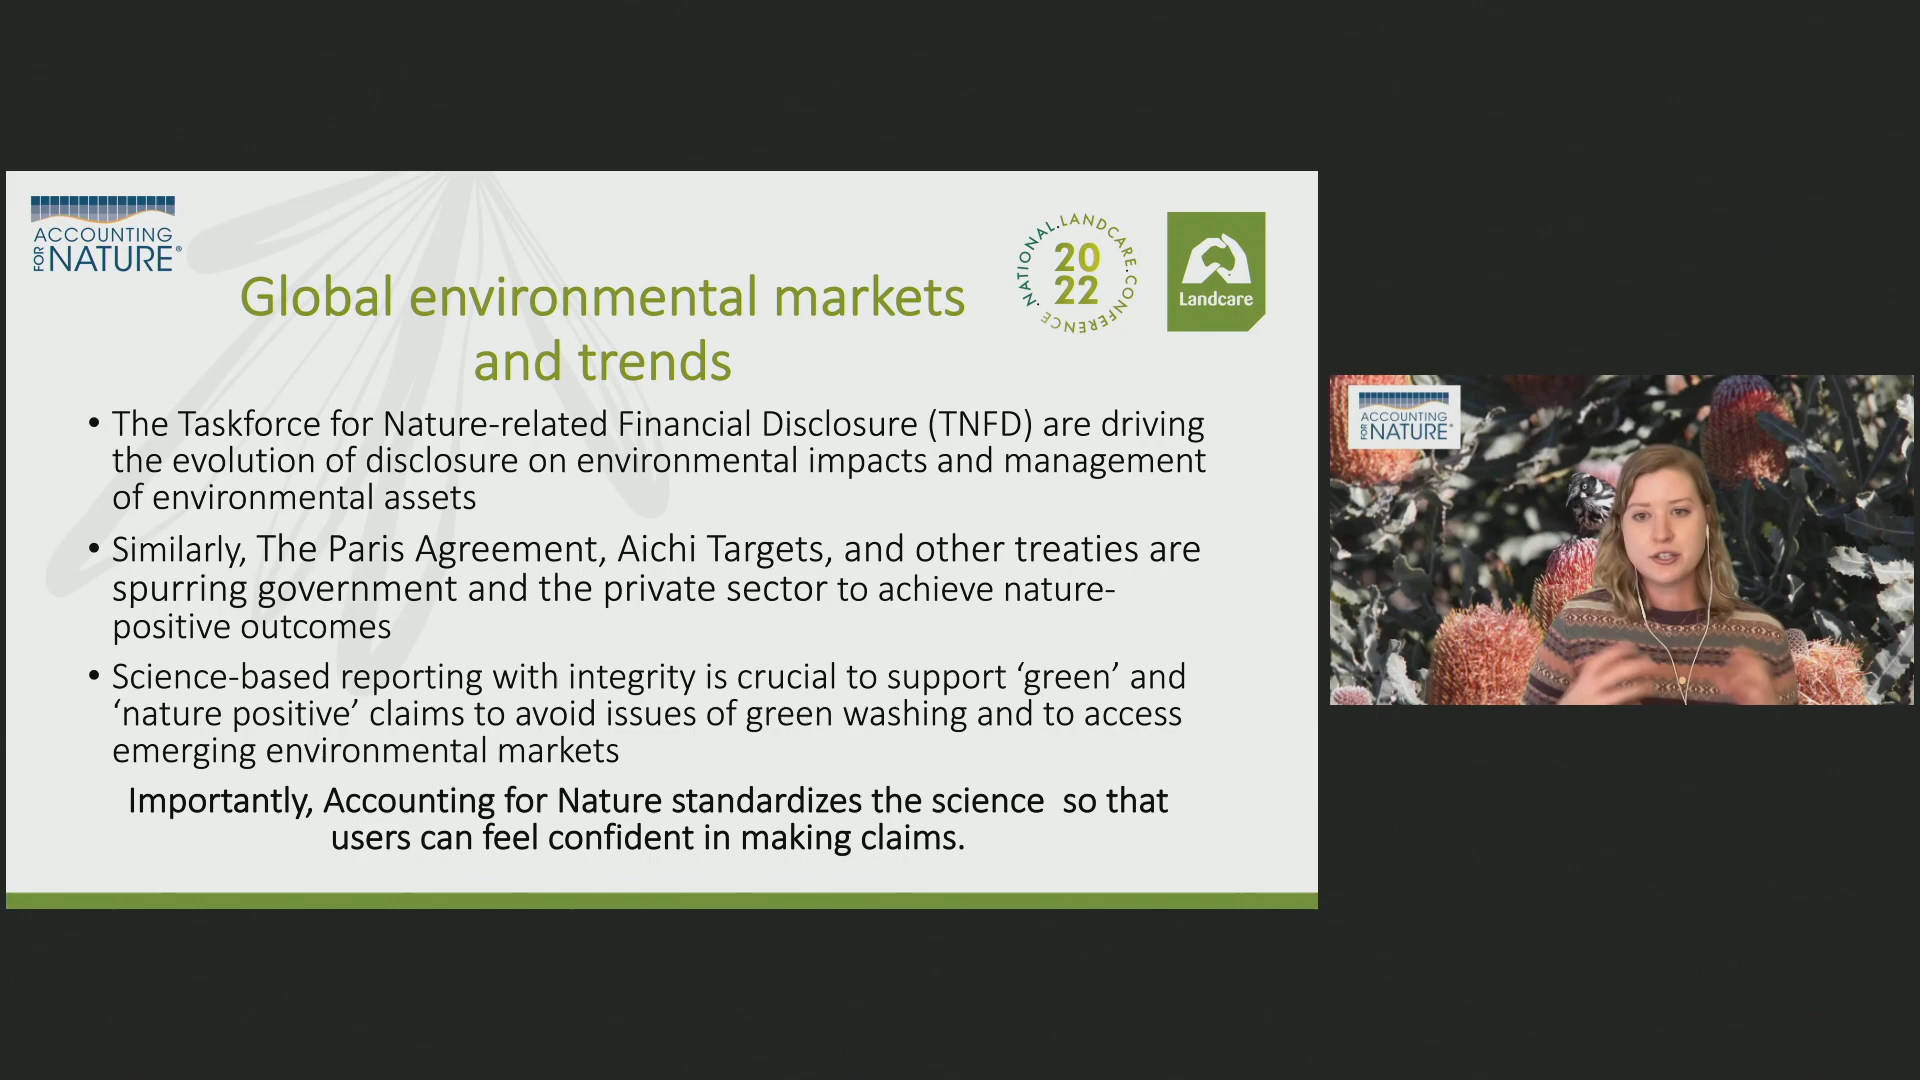 ACCOUNTING
FOR NATURE®
NATIONAL.LANDCARE.CONFERENCE.
20
22
Landcare
Global environmental markets
and trends
• The Taskforce for Nature-related Financial Disclosure (TNFD) are driving
the evolution of disclosure on environmental impacts and management
of environmental assets
• Similarly, The Paris Agreement, Aichi Targets, and other treaties are
spurring government and the private sector to achieve nature-
positive outcomes
• Science-based reporting with integrity is crucial to support ‘green’ and
‘nature positive’ claims to avoid issues of green washing and to access
emerging environmental markets
Importantly, Accounting for Nature standardizes the science  so that
users can feel confident in making claims.
ACCOUNTING
FOR NATURE®